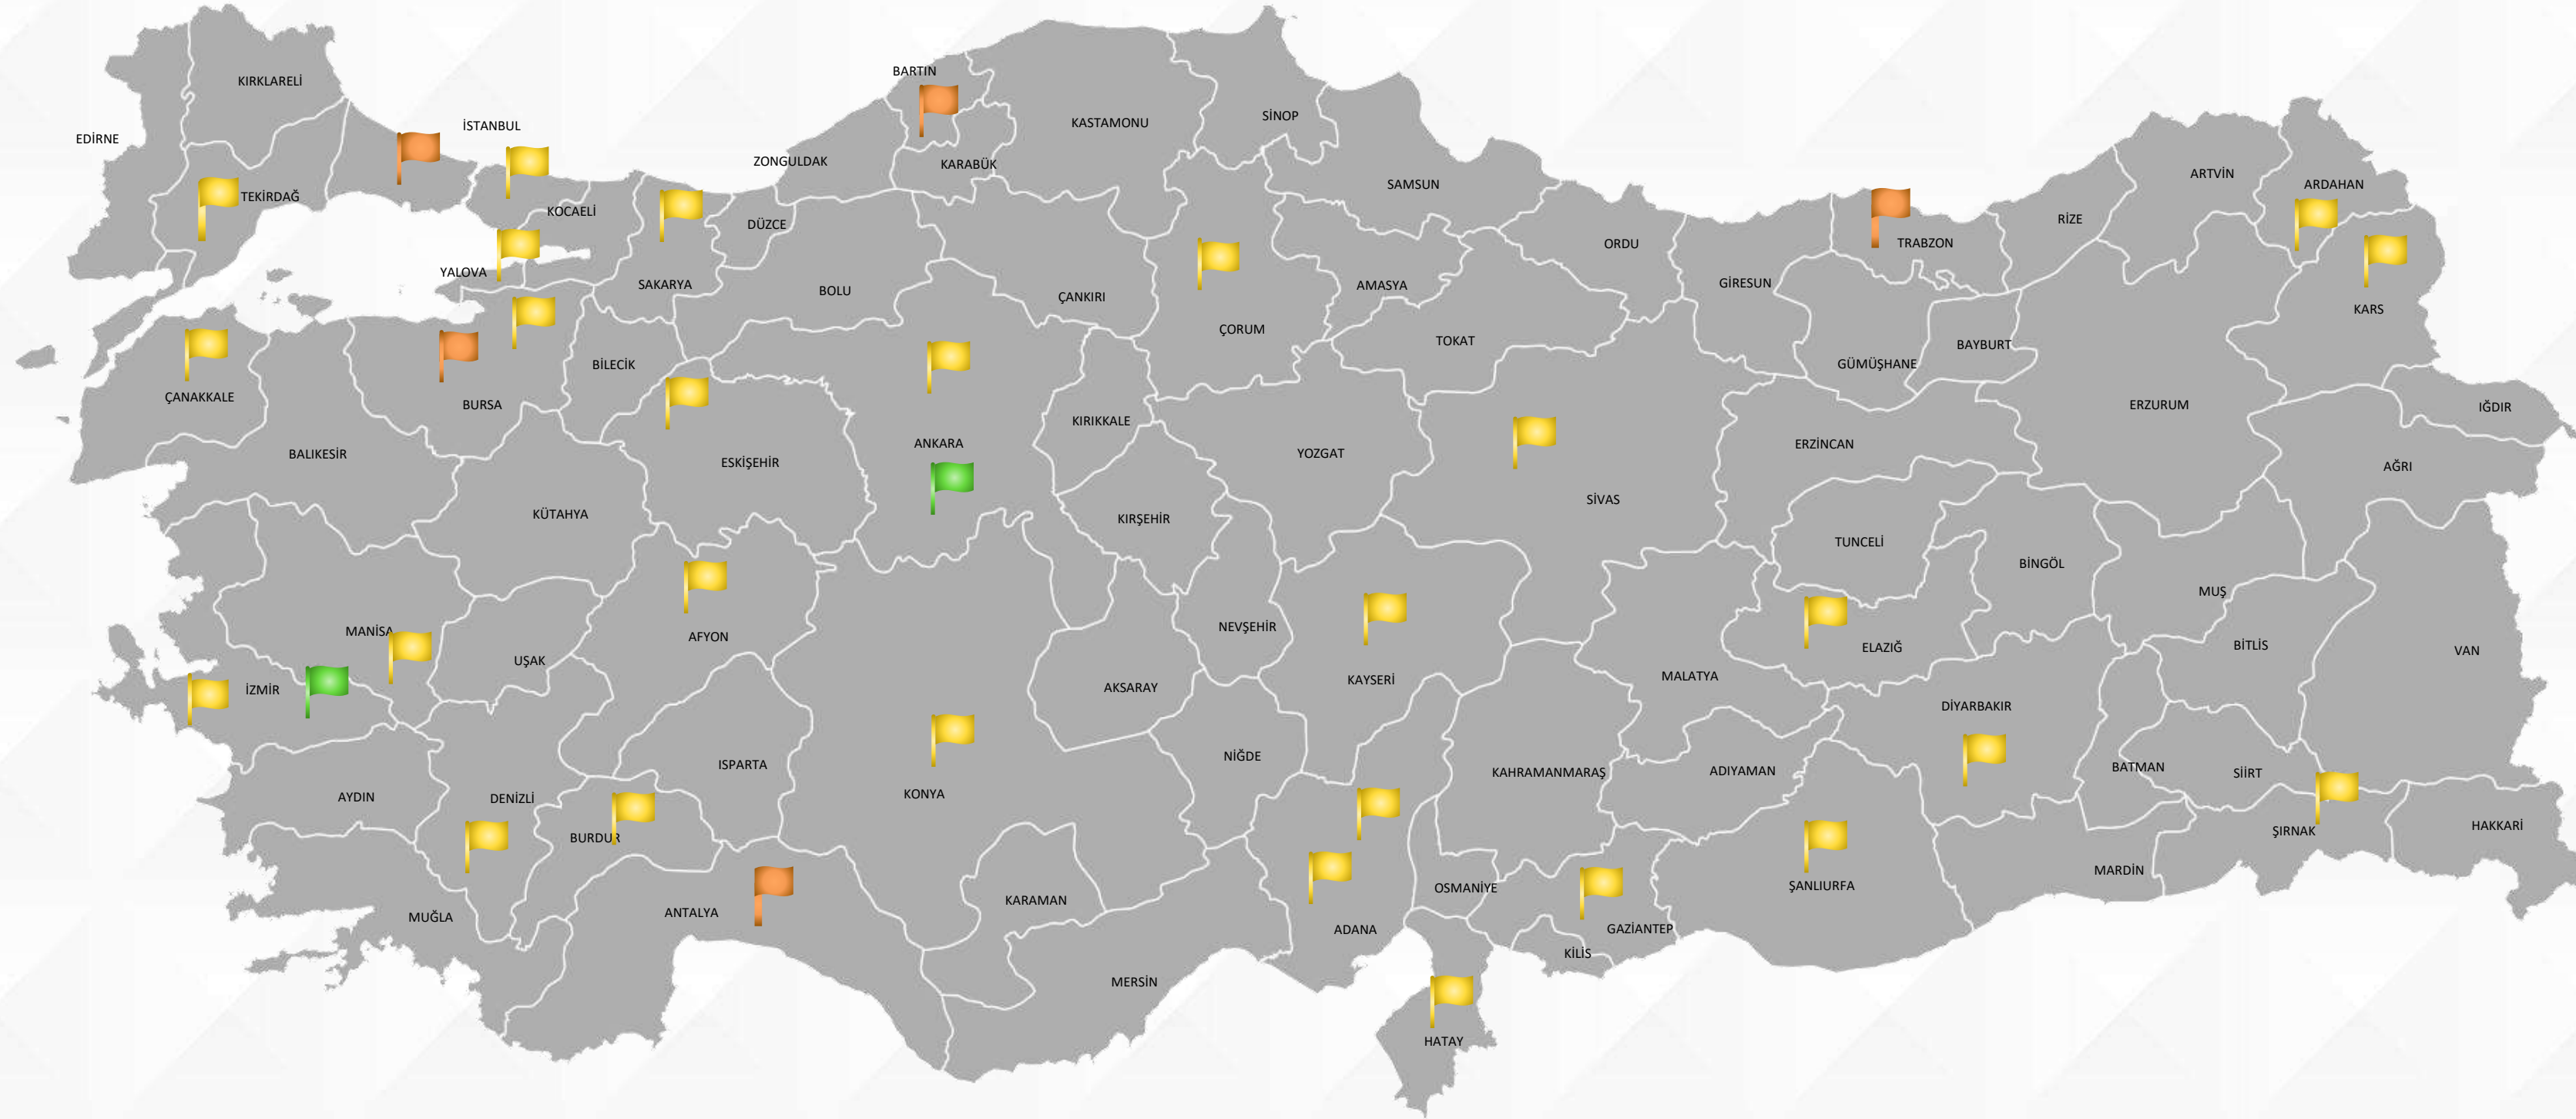 KIRKLARELİ
EDİRNE
TEKİRDAĞ
İSTANBUL
KOCAELİ
YALOVA
SAKARYA
DÜZCE
ZONGULDAK
BARTIN
KARABÜK
KASTAMONU
SİNOP
SAMSUN
ORDU
GİRESUN
TRABZON
RİZE
ARTVİN
ARDAHAN
KARS
IĞDIR
AĞRI
ERZURUM
BAYBURT
GÜMÜŞHANE
ERZİNCAN
TOKAT
AMASYA
ÇORUM
ÇANKIRI
BOLU
BİLECİK
BURSA
ÇANAKKALE
BALIKESİR
KÜTAHYA
ESKİŞEHİR
ANKARA
KIRIKKALE
KIRŞEHİR
YOZGAT
SİVAS
TUNCELİ
BİNGÖL
MUŞ
BİTLİS
VAN
ELAZIĞ
MALATYA
KAYSERİ
NEVŞEHİR
AKSARAY
NİĞDE
KONYA
AFYON
UŞAK
MANİSA
İZMİR
AYDIN
DENİZLİ
BURDUR
ISPARTA
MUĞLA
ANTALYA
KARAMAN
MERSİN
ADANA
OSMANİYE
KAHRAMANMARAŞ
ADIYAMAN
DİYARBAKIR
BATMAN
SİİRT
ŞIRNAK
HAKKARİ
MARDİN
ŞANLIURFA
GAZİANTEP
KİLİS
HATAY